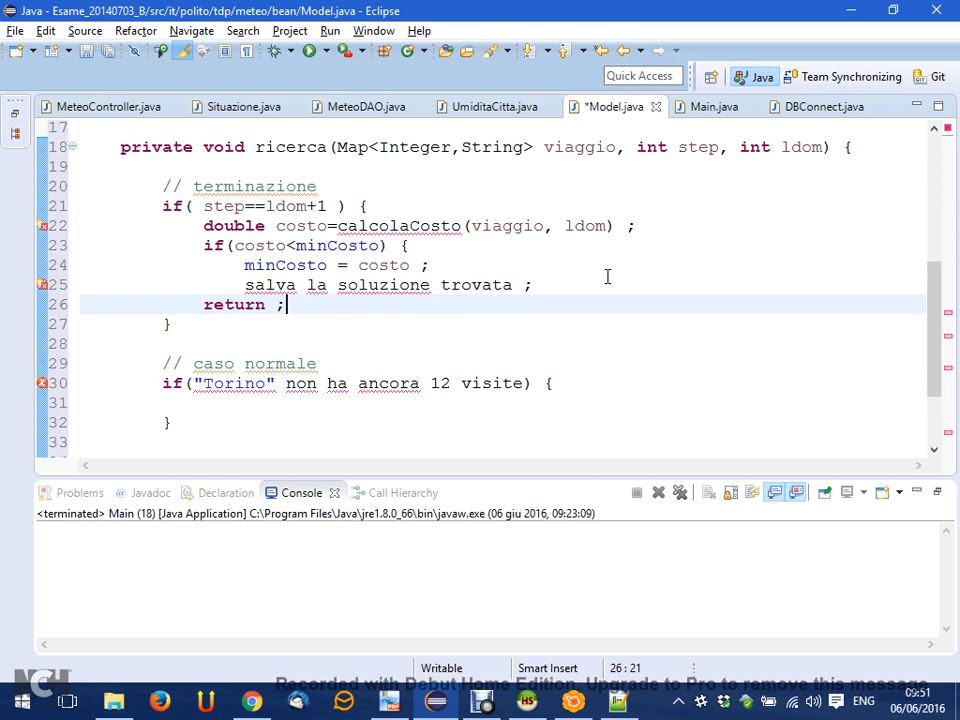 Java - Esame_20140703_B/src/it/polito/tdp/meteo/bean/Model.java - Eclipse
File Edit Source Refactor Navigate Search Project Run Window Help
Quick Access Java Team Synchronizing Git
MeteoController.java Situazione.java MeteoDAO.java UmiditaCitta.java *Model.java Main.java DBConnect.java
17
18 private void ricerca(Map<Integer,String> viaggio, int step, int ldom) {
19
20 // terminazione
21 if( step==ldom+1 ) {
22 double costo=calcolaCosto(viaggio, ldom) ;
23 if(costo<minCosto) {
24 minCosto = costo ;
25 salva la soluzione trovata ;
26 return ;
27 }
28
29 // caso normale
30 if("Torino" non ha ancora 12 visite) {
31
32 }
33
Problems Javadoc Declaration Console Call Hierarchy
<terminated> Main (18) [Java Application] C:\Program Files\Java\jre1.8.0_66\bin\javaw.exe (06 giu 2016, 09:23:09)
Writable Smart Insert 26 : 21
NCH Recorded with Debut Home Edition. Upgrade to Pro to remove this message
ENG 09:51
06/06/2016